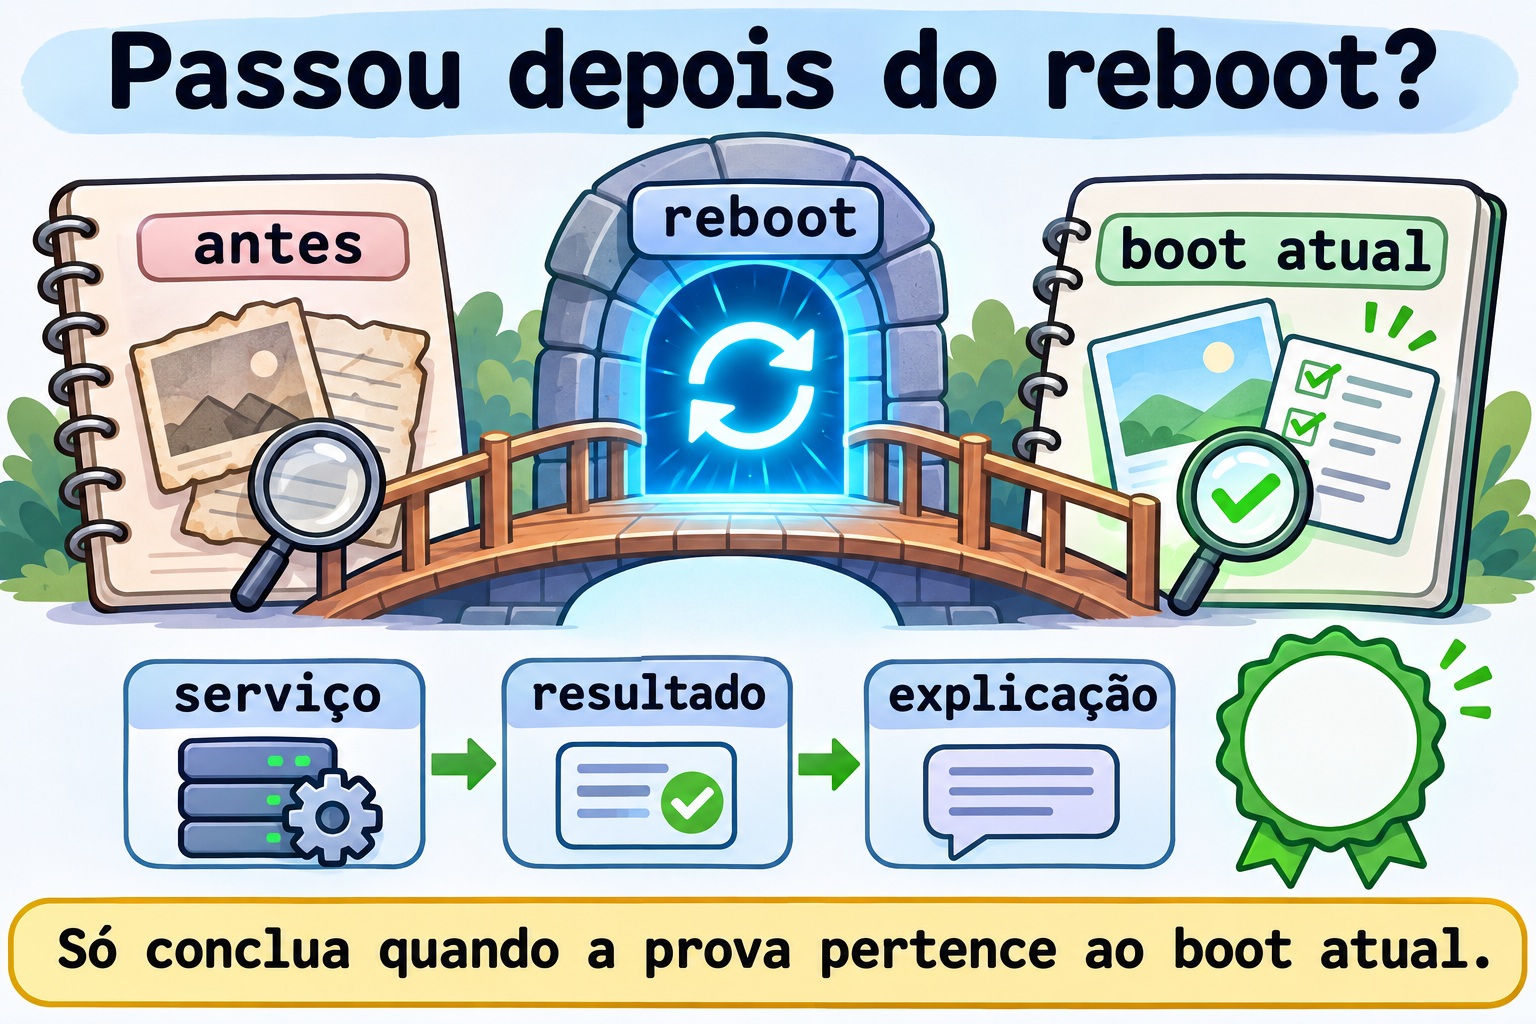 Passou depois do reboot?
antes
reboot
boot atual
serviço
resultado
explicação
Só conclua quando a prova pertence ao boot atual.